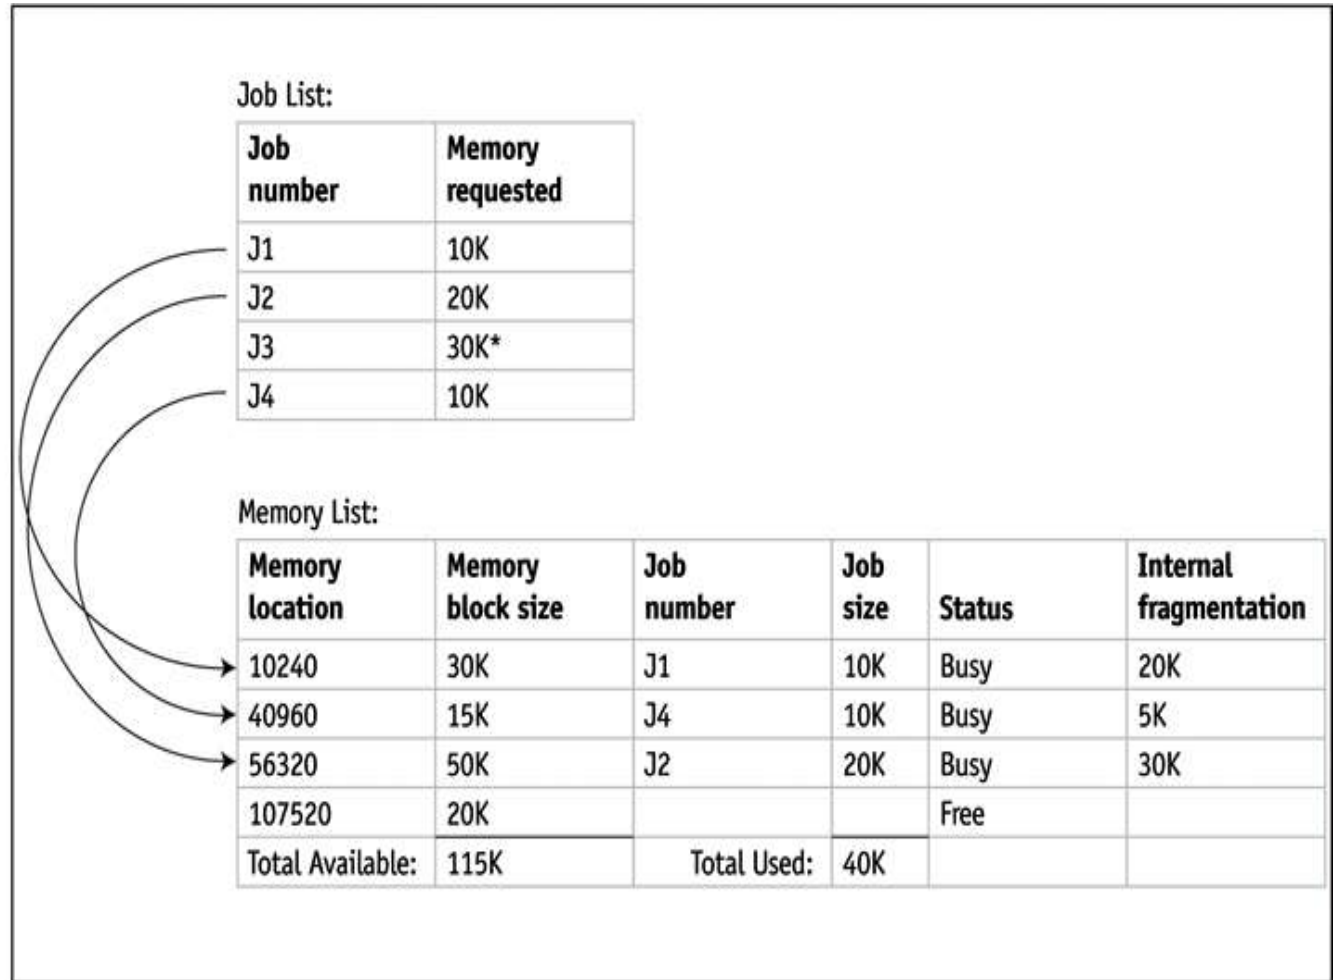 Job List:
Job number Memory requested
J1 10K
J2 20K
J3 30K*
J4 10K
Memory List:
Memory location Memory block size Job number Job size Status Internal fragmentation
10240 30K J1 10K Busy 20K
40960 15K J4 10K Busy 5K
56320 50K J2 20K Busy 30K
107520 20K Free
Total Available: 115K Total Used: 40K